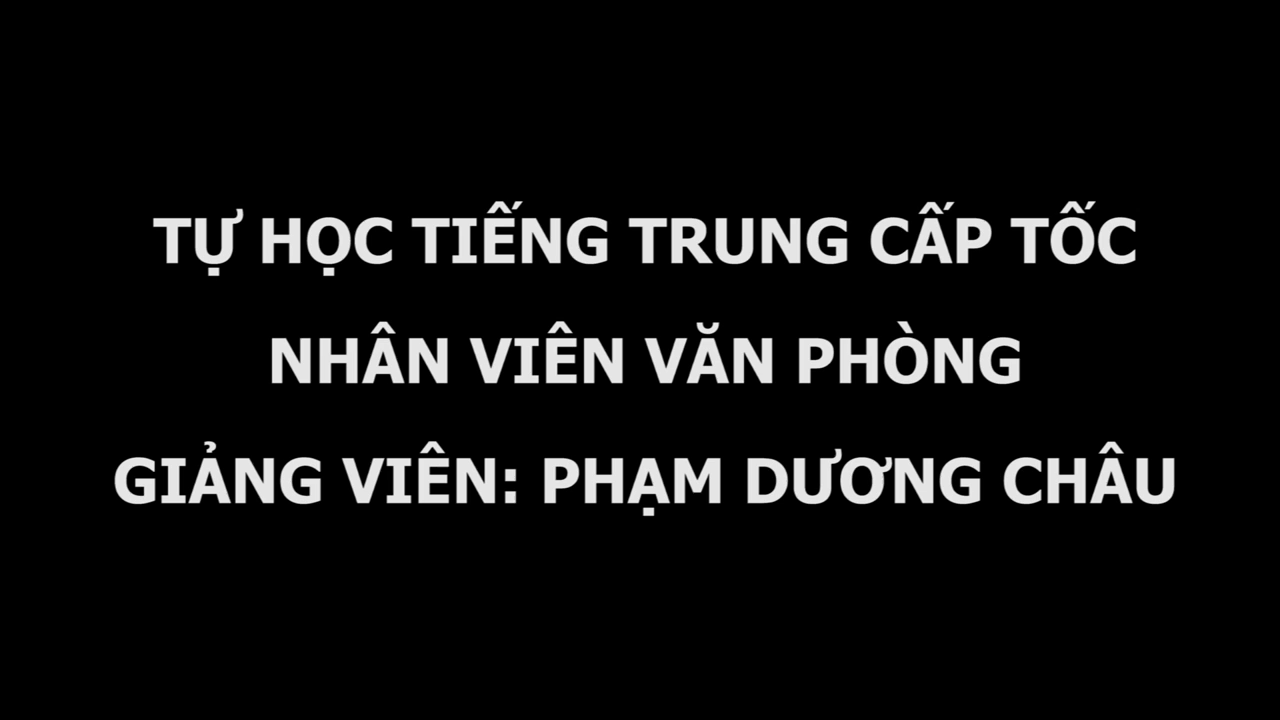 TỰ HỌC TIẾNG TRUNG CẤP TỐC
NHÂN VIÊN VĂN PHÒNG
GIẢNG VIÊN: PHẠM DƯƠNG CHÂU